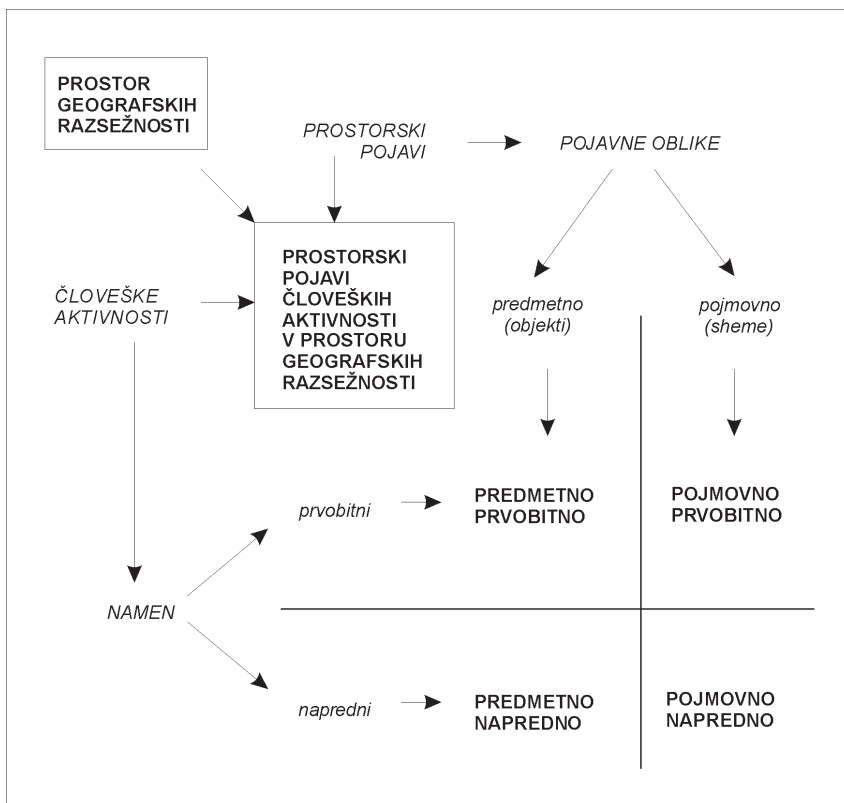 PROSTOR
GEOGRAFSKIH
RAZSEŽNOSTI
PROSTORSKI
POJAVI
POJAVNE OBLIKE
ČLOVEŠKE
AKTIVNOSTI
PROSTORSKI
POJAVI
ČLOVEŠKIH
AKTIVNOSTI
V PROSTORU
GEOGRAFSKIH
RAZSEŽNOSTI
predmetno
(objekti)
pojmovno
(sheme)
prvobitni
PREDMETNO
PRVOBITNO
POJMOVNO
PRVOBITNO
NAMEN
napredni
PREDMETNO
NAPREDNO
POJMOVNO
NAPREDNO